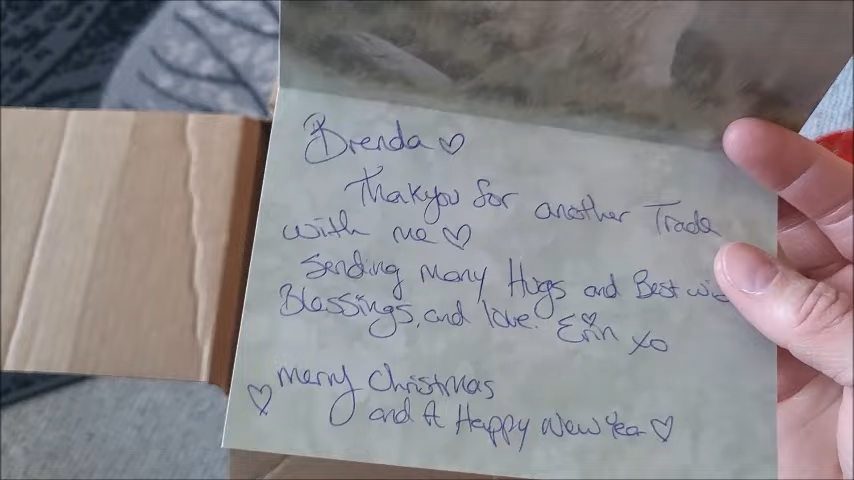 Brenda ♡
Thakyou for another Trade
with me ♡
Sending many Hugs and Best
Blessings, and love. Erin xo
♡ merry Christmas
and A Happy New Year ♡